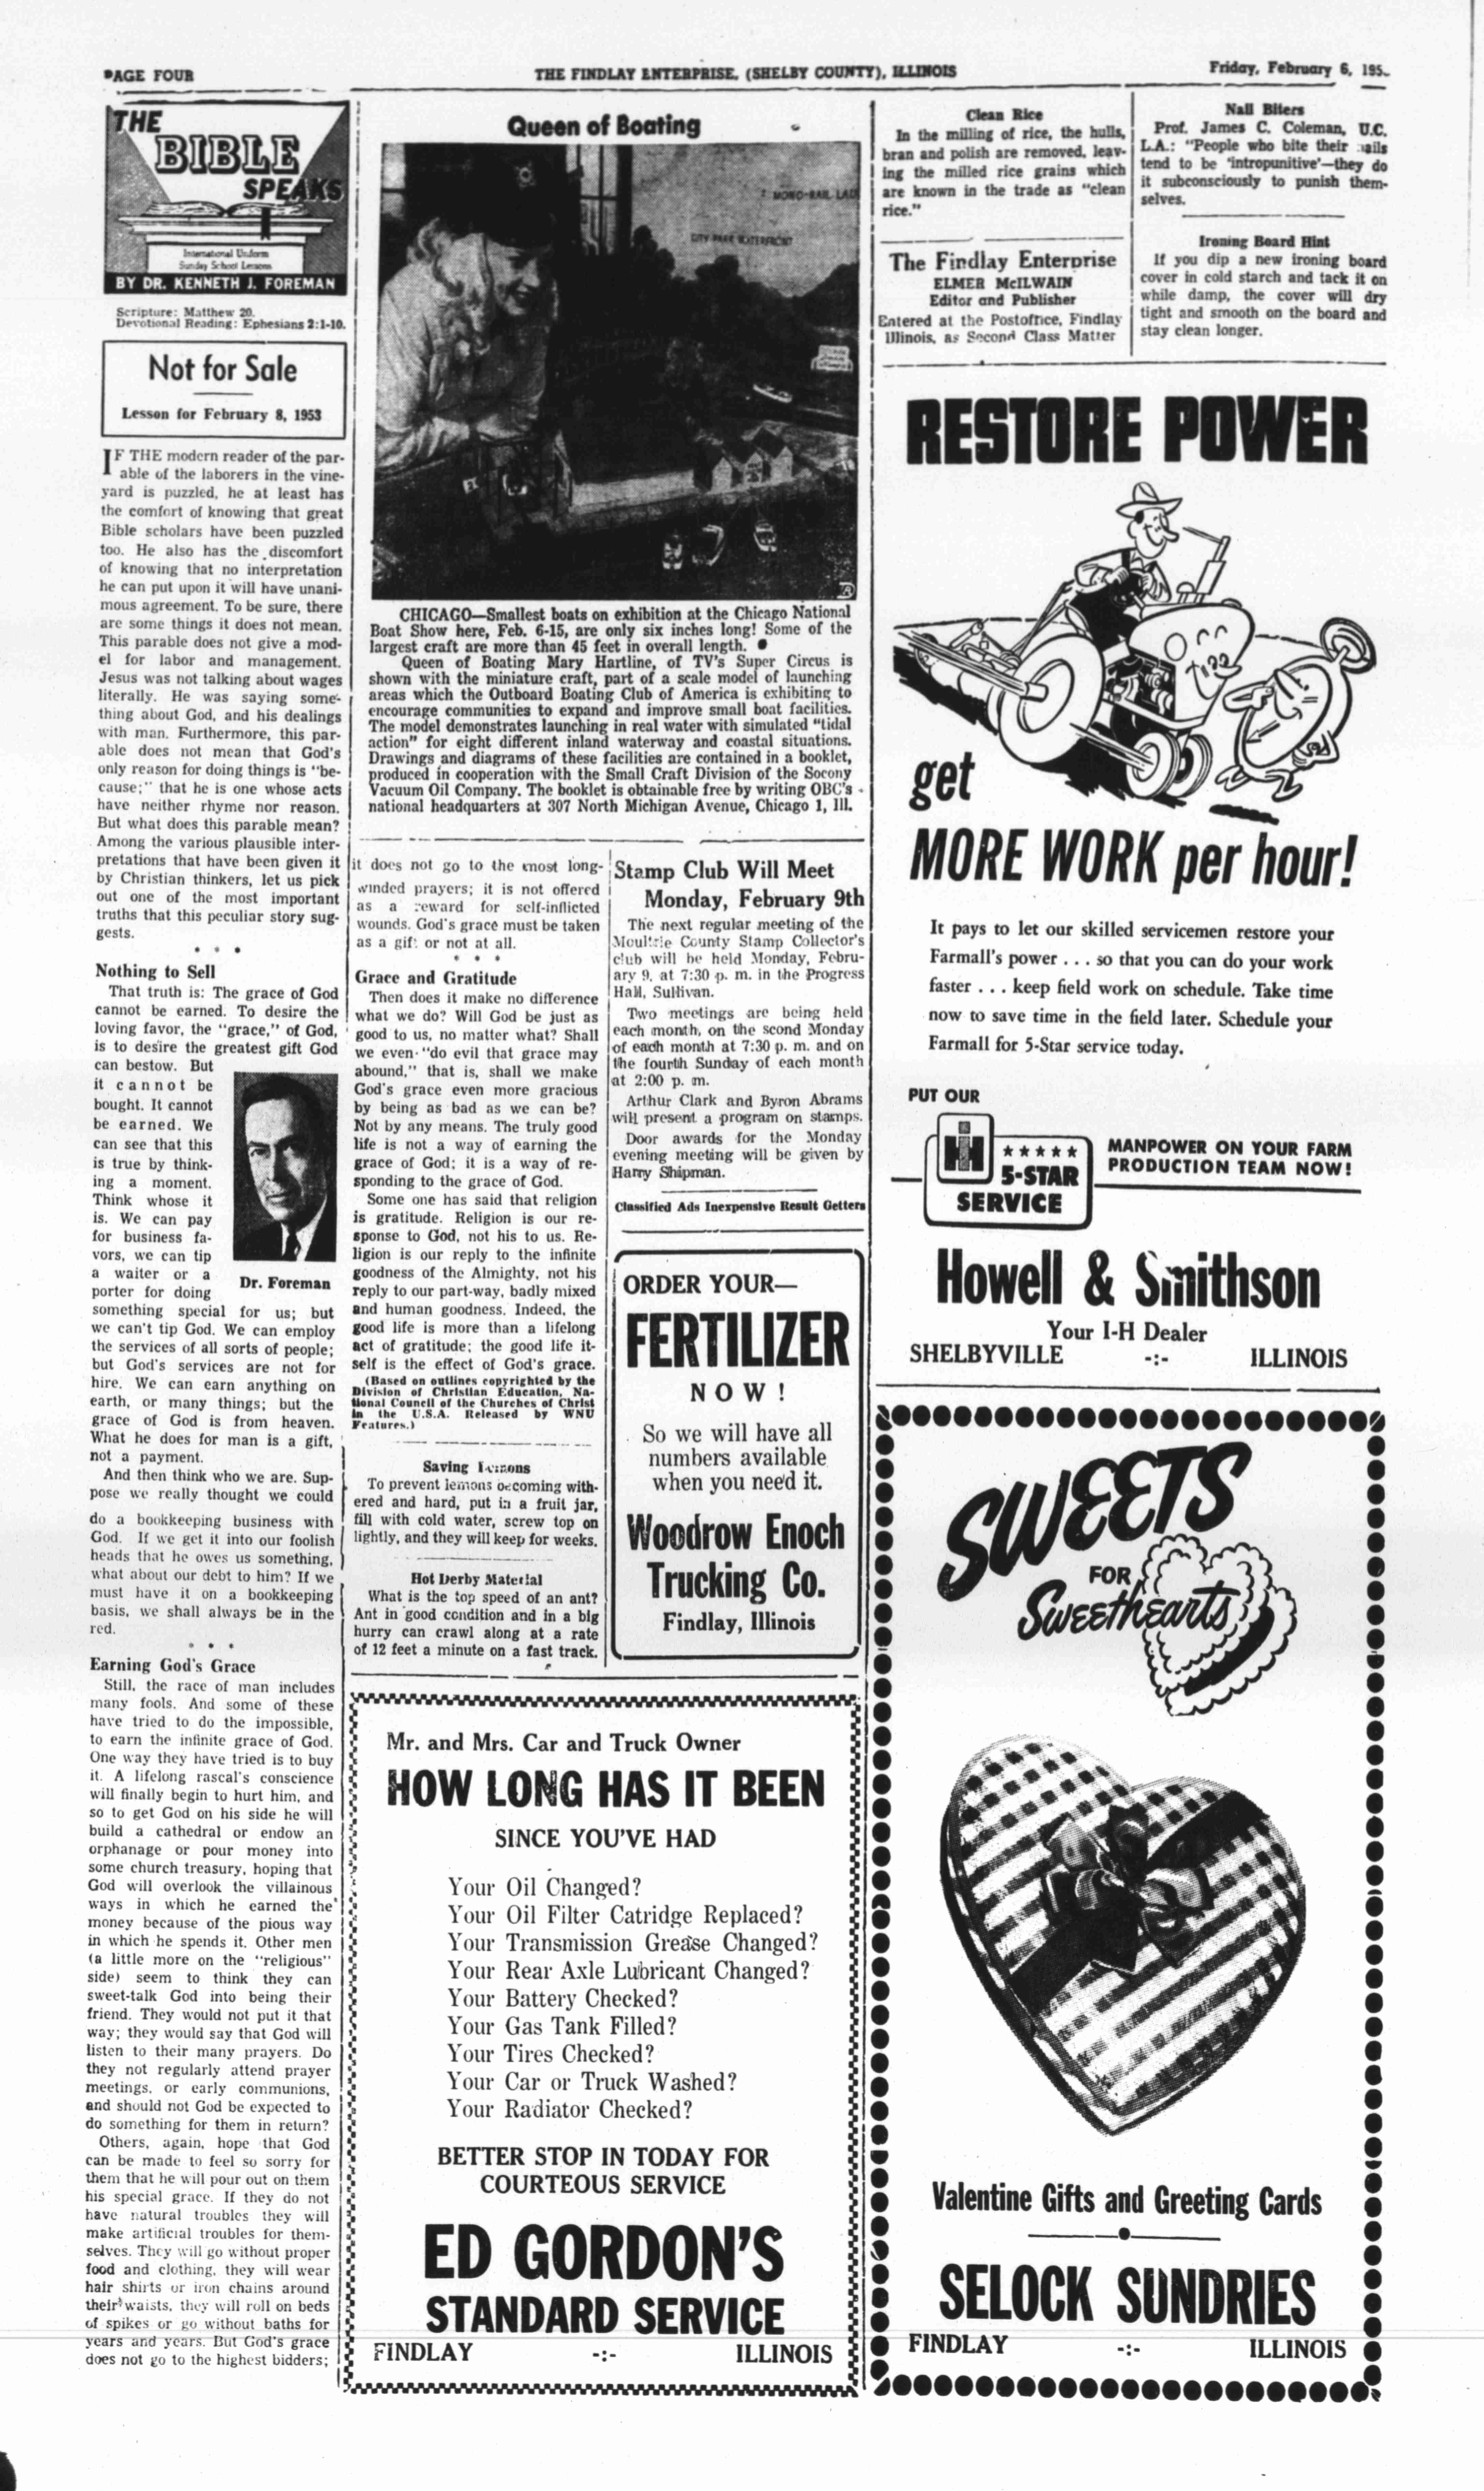 PAGE FOUR
THE FINDLAY ENTERPRISE, (SHELBY COUNTY), ILLINOIS
Friday, February 6, 195
THE
BIBLE
SPEAKS
International Uniform
Sunday School Lessons
BY DR. KENNETH J. FOREMAN
Scripture: Matthew 20.
Devotional Reading: Ephesians 2:1-10.
Not for Sale
Lesson for February 8, 1953
IF THE modern reader of the par-
able of the laborers in the vine-
yard is puzzled, he at least has
the comfort of knowing that great
Bible scholars have been puzzled
too. He also has the discomfort
of knowing that no interpretation
he can put upon it will have unani-
mous agreement. To be sure, there
are some things it does not mean.
This parable does not give a mod-
el for labor and management.
Jesus was not talking about wages
literally. He was saying some-
thing about God, and his dealings
with man. Furthermore, this par-
able does not mean that God's
only reason for doing things is "be-
cause;" that he is one whose acts
have neither rhyme nor reason.
But what does this parable mean?
Among the various plausible inter-
pretations that have been given it
by Christian thinkers, let us pick
out one of the most important
truths that this peculiar story sug-
gests.
* * *
Nothing to Sell
That truth is: The grace of God
cannot be earned. To desire the
loving favor, the "grace," of God,
is to desire the greatest gift God
can bestow. But
it cannot be
bought. It cannot
be earned. We
can see that this
is true by think-
ing a moment.
Think whose it
is. We can pay
for business fa-
vors, we can tip
a waiter or a
porter for doing
Dr. Foreman
something special for us; but
we can't tip God. We can employ
the services of all sorts of people;
but God's services are not for
hire. We can earn anything on
earth, or many things; but the
grace of God is from heaven.
What he does for man is a gift,
not a payment.
And then think who we are. Sup-
pose we really thought we could
do a bookkeeping business with
God. If we get it into our foolish
heads that he owes us something,
what about our debt to him? If we
must have it on a bookkeeping
basis, we shall always be in the
red.
* * *
Earning God's Grace
Still, the race of man includes
many fools. And some of these
have tried to do the impossible,
to earn the infinite grace of God.
One way they have tried is to buy
it. A lifelong rascal's conscience
will finally begin to hurt him, and
so to get God on his side he will
build a cathedral or endow an
orphanage or pour money into
some church treasury, hoping that
God will overlook the villainous
ways in which he earned the
money because of the pious way
in which he spends it. Other men
(a little more on the "religious"
side) seem to think they can
sweet-talk God into being their
friend. They would not put it that
way; they would say that God will
listen to their many prayers. Do
they not regularly attend prayer
meetings, or early communions,
and should not God be expected to
do something for them in return?
Others, again, hope that God
can be made to feel so sorry for
them that he will pour out on them
his special grace. If they do not
have natural troubles they will
make artificial troubles for them-
selves. They will go without proper
food and clothing, they will wear
hair shirts or iron chains around
their waists, they will roll on beds
of spikes or go without baths for
years and years. But God's grace
does not go to the highest bidders;
Queen of Boating
MONO-RAIL
CITY PARK WATERFRONT
CHICAGO—Smallest boats on exhibition at the Chicago National
Boat Show here, Feb. 6-15, are only six inches long! Some of the
largest craft are more than 45 feet in overall length.
Queen of Boating Mary Hartline, of TV's Super Circus is
shown with the miniature craft, part of a scale model of launching
areas which the Outboard Boating Club of America is exhibiting to
encourage communities to expand and improve small boat facilities.
The model demonstrates launching in real water with simulated "tidal
action" for eight different inland waterway and coastal situations.
Drawings and diagrams of these facilities are contained in a booklet,
produced in cooperation with the Small Craft Division of the Socony
Vacuum Oil Company. The booklet is obtainable free by writing OBC's
national headquarters at 307 North Michigan Avenue, Chicago 1, Ill.
it does not go to the most long-
winded prayers; it is not offered
as a reward for self-inflicted
wounds. God's grace must be taken
as a gift or not at all.
* * *
Grace and Gratitude
Then does it make no difference
what we do? Will God be just as
good to us, no matter what? Shall
we even "do evil that grace may
abound," that is, shall we make
God's grace even more gracious
by being as bad as we can be?
Not by any means. The truly good
life is not a way of earning the
grace of God; it is a way of re-
sponding to the grace of God.
Some one has said that religion
is gratitude. Religion is our re-
sponse to God, not his to us. Re-
ligion is our reply to the infinite
goodness of the Almighty, not his
reply to our part-way, badly mixed
and human goodness. Indeed, the
good life is more than a lifelong
act of gratitude; the good life it-
self is the effect of God's grace.
(Based on outlines copyrighted by the
Division of Christian Education, Na-
tional Council of the Churches of Christ
in the U.S.A. Released by WNU
Features.)
Saving Lemons
To prevent lemons becoming with-
ered and hard, put in a fruit jar,
fill with cold water, screw top on
lightly, and they will keep for weeks.
Hot Derby Material
What is the top speed of an ant?
Ant in good condition and in a big
hurry can crawl along at a rate
of 12 feet a minute on a fast track.
Stamp Club Will Meet
Monday, February 9th
The next regular meeting of the
Moultrie County Stamp Collector's
club will be held Monday, Febru-
ary 9, at 7:30 p. m. in the Progress
Hall, Sullivan.
Two meetings are being held
each month, on the scond Monday
of each month at 7:30 p. m. and on
the fourth Sunday of each month
at 2:00 p. m.
Arthur Clark and Byron Abrams
will present a program on stamps.
Door awards for the Monday
evening meeting will be given by
Harry Shipman.
Classified Ads Inexpensive Result Getters
ORDER YOUR—
FERTILIZER
NOW!
So we will have all
numbers available
when you need it.
Woodrow Enoch
Trucking Co.
Findlay, Illinois
Mr. and Mrs. Car and Truck Owner
HOW LONG HAS IT BEEN
SINCE YOU'VE HAD
Your Oil Changed?
Your Oil Filter Catridge Replaced?
Your Transmission Grease Changed?
Your Rear Axle Lubricant Changed?
Your Battery Checked?
Your Gas Tank Filled?
Your Tires Checked?
Your Car or Truck Washed?
Your Radiator Checked?
BETTER STOP IN TODAY FOR
COURTEOUS SERVICE
ED GORDON'S
STANDARD SERVICE
FINDLAY -:- ILLINOIS
Clean Rice
In the milling of rice, the hulls,
bran and polish are removed, leav-
ing the milled rice grains which
are known in the trade as "clean
rice."
The Findlay Enterprise
ELMER McILWAIN
Editor and Publisher
Entered at the Postoffice, Findlay
Illinois, as Second Class Matter
Nail Biters
Prof. James C. Coleman, U.C.
L.A.: "People who bite their nails
tend to be 'intropunitive'—they do
it subconsciously to punish them-
selves.
Ironing Board Hint
If you dip a new ironing board
cover in cold starch and tack it on
while damp, the cover will dry
tight and smooth on the board and
stay clean longer.
RESTORE POWER
get
MORE WORK per hour!
It pays to let our skilled servicemen restore your
Farmall's power . . . so that you can do your work
faster . . . keep field work on schedule. Take time
now to save time in the field later. Schedule your
Farmall for 5-Star service today.
PUT OUR
IH
★★★★★
5-STAR
SERVICE
MANPOWER ON YOUR FARM
PRODUCTION TEAM NOW!
Howell & Smithson
Your I-H Dealer
SHELBYVILLE -:- ILLINOIS
SWEETS
FOR
Sweethearts
Valentine Gifts and Greeting Cards
SELOCK SUNDRIES
FINDLAY -:- ILLINOIS